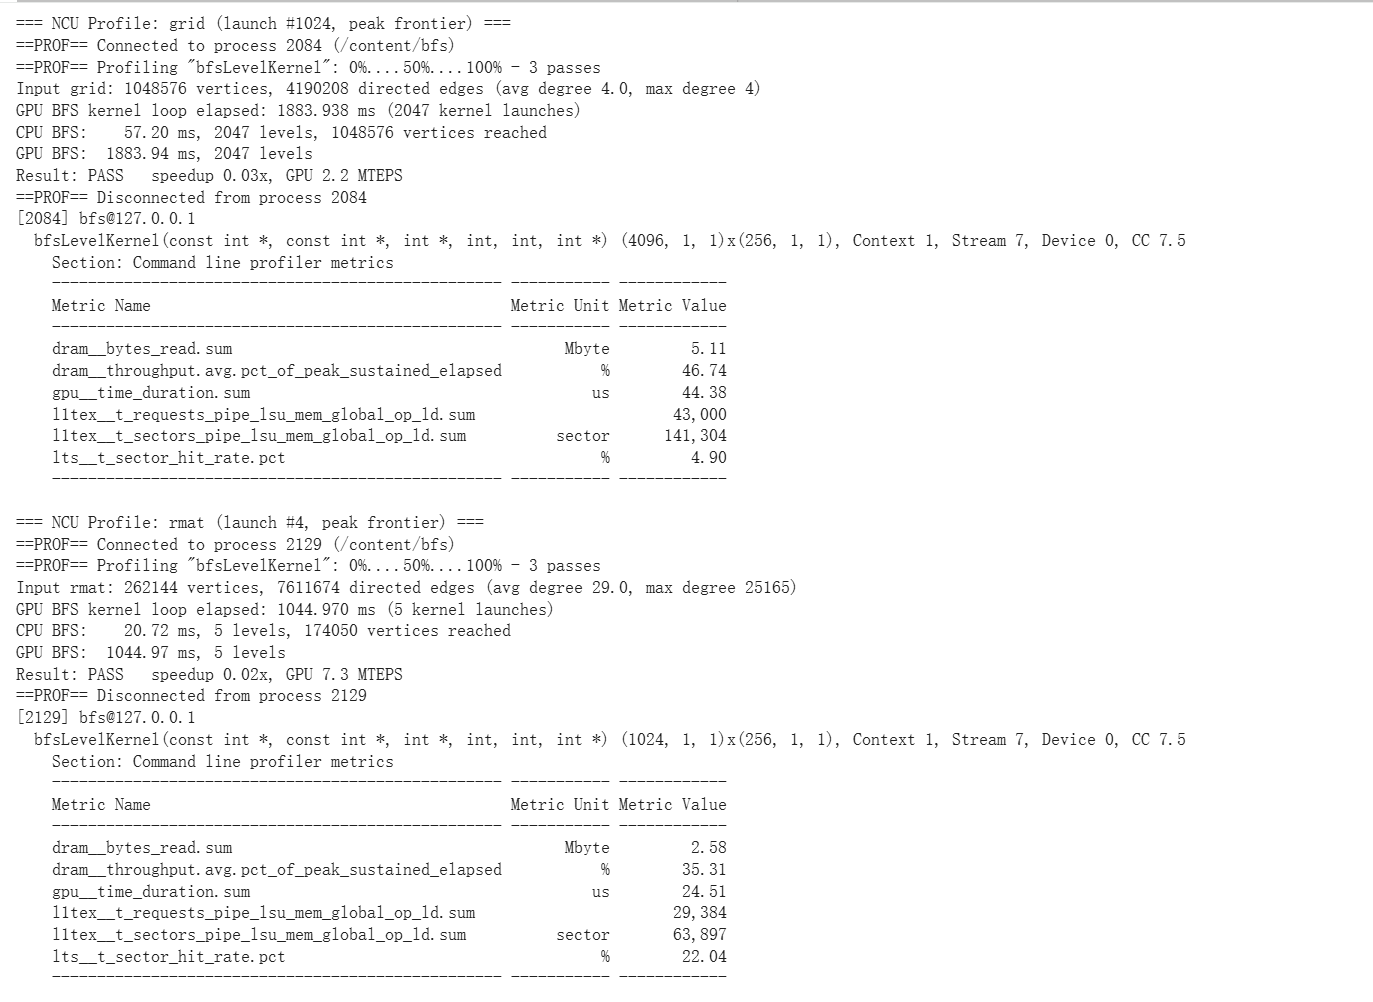 === NCU Profile: grid (launch #1024, peak frontier) ===
==PROF== Connected to process 2084 (/content/bfs)
==PROF== Profiling "bfsLevelKernel": 0%....50%....100% - 3 passes
Input grid: 1048576 vertices, 4190208 directed edges (avg degree 4.0, max degree 4)
GPU BFS kernel loop elapsed: 1883.938 ms (2047 kernel launches)
CPU BFS:    57.20 ms, 2047 levels, 1048576 vertices reached
GPU BFS:  1883.94 ms, 2047 levels
Result: PASS   speedup 0.03x, GPU 2.2 MTEPS
==PROF== Disconnected from process 2084
[2084] bfs@127.0.0.1
  bfsLevelKernel(const int *, const int *, int *, int, int, int *) (4096, 1, 1)x(256, 1, 1), Context 1, Stream 7, Device 0, CC 7.5
    Section: Command line profiler metrics
    -------------------------------------------------- ----------- ------------
    Metric Name                                        Metric Unit Metric Value
    -------------------------------------------------- ----------- ------------
    dram__bytes_read.sum                                     Mbyte         5.11
    dram__throughput.avg.pct_of_peak_sustained_elapsed           %        46.74
    gpu__time_duration.sum                                      us        44.38
    l1tex__t_requests_pipe_lsu_mem_global_op_ld.sum                      43,000
    l1tex__t_sectors_pipe_lsu_mem_global_op_ld.sum          sector      141,304
    lts__t_sector_hit_rate.pct                                   %         4.90
    -------------------------------------------------- ----------- ------------

=== NCU Profile: rmat (launch #4, peak frontier) ===
==PROF== Connected to process 2129 (/content/bfs)
==PROF== Profiling "bfsLevelKernel": 0%....50%....100% - 3 passes
Input rmat: 262144 vertices, 7611674 directed edges (avg degree 29.0, max degree 25165)
GPU BFS kernel loop elapsed: 1044.970 ms (5 kernel launches)
CPU BFS:    20.72 ms, 5 levels, 174050 vertices reached
GPU BFS:  1044.97 ms, 5 levels
Result: PASS   speedup 0.02x, GPU 7.3 MTEPS
==PROF== Disconnected from process 2129
[2129] bfs@127.0.0.1
  bfsLevelKernel(const int *, const int *, int *, int, int, int *) (1024, 1, 1)x(256, 1, 1), Context 1, Stream 7, Device 0, CC 7.5
    Section: Command line profiler metrics
    -------------------------------------------------- ----------- ------------
    Metric Name                                        Metric Unit Metric Value
    -------------------------------------------------- ----------- ------------
    dram__bytes_read.sum                                     Mbyte         2.58
    dram__throughput.avg.pct_of_peak_sustained_elapsed           %        35.31
    gpu__time_duration.sum                                      us        24.51
    l1tex__t_requests_pipe_lsu_mem_global_op_ld.sum                      29,384
    l1tex__t_sectors_pipe_lsu_mem_global_op_ld.sum          sector       63,897
    lts__t_sector_hit_rate.pct                                   %        22.04
    -------------------------------------------------- ----------- ------------